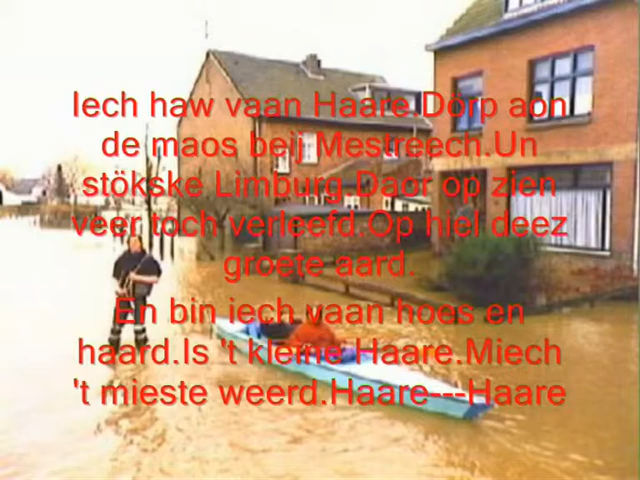 Iech haw vaan Haare.Dörp aon
de maos beij Mestreech.Un
stökske Limburg.Daor op zien
veer toch verleefd.Op hiel deez
groete aard.
En bin iech vaan hoes en
haard.Is 't kleine Haare.Miech
't mieste weerd.Haare---Haare